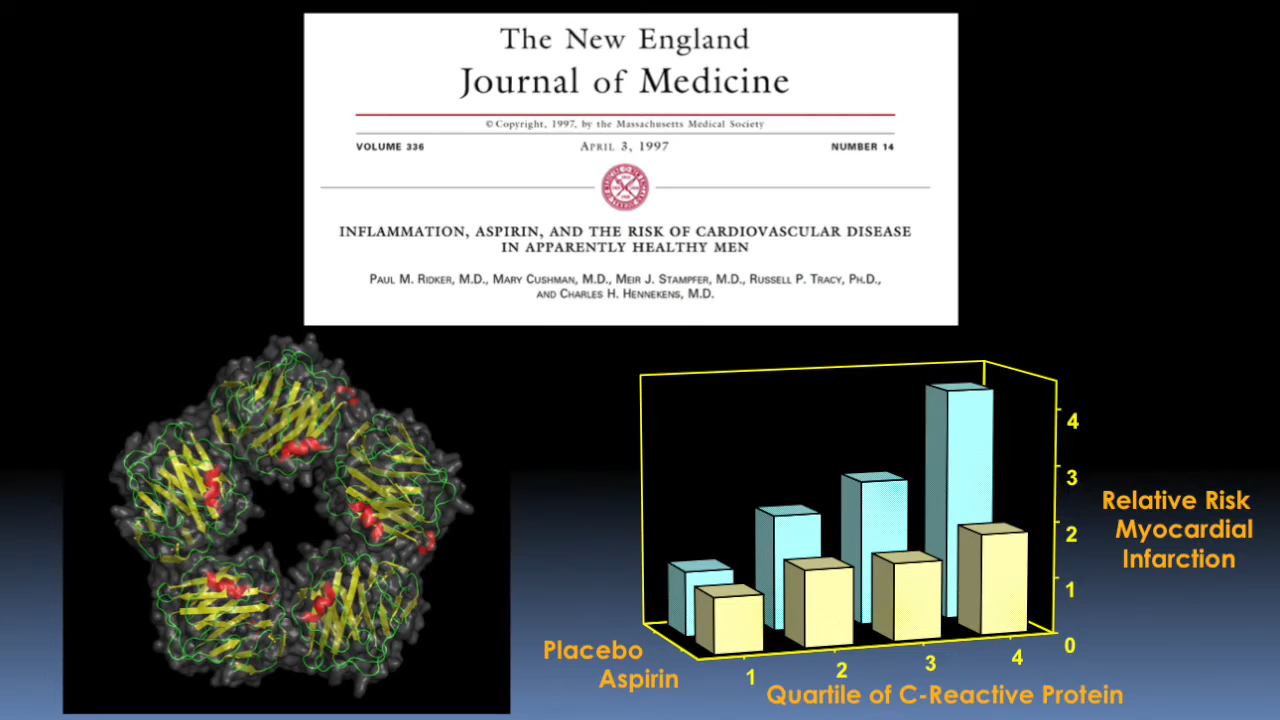 The New England
Journal of Medicine
© Copyright, 1997, by the Massachusetts Medical Society
VOLUME 336
APRIL 3, 1997
NUMBER 14
INFLAMMATION, ASPIRIN, AND THE RISK OF CARDIOVASCULAR DISEASE
IN APPARENTLY HEALTHY MEN
PAUL M. RIDKER, M.D., MARY CUSHMAN, M.D., MEIR J. STAMPFER, M.D., RUSSELL P. TRACY, PH.D.,
AND CHARLES H. HENNEKENS, M.D.
4
3
2
1
0
Relative Risk
Myocardial
Infarction
Placebo
Aspirin
1
2
3
4
Quartile of C-Reactive Protein